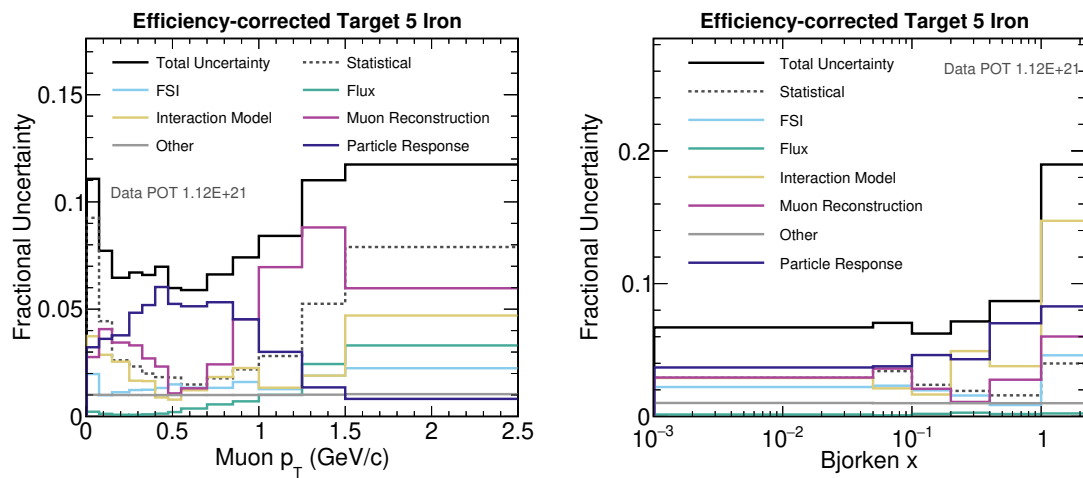 Efficiency-corrected Target 5 Iron
Fractional Uncertainty
0.15
0.1
0.05
0
Total Uncertainty
Statistical
FSI
Flux
Interaction Model
Muon Reconstruction
Other
Particle Response
Data POT 1.12E+21
0 0.5 1 1.5 2 2.5
Muon p_T (GeV/c)
Efficiency-corrected Target 5 Iron
Fractional Uncertainty
0.2
0.1
0
Data POT 1.12E+21
Total Uncertainty
Statistical
FSI
Flux
Interaction Model
Muon Reconstruction
Other
Particle Response
10⁻³ 10⁻² 10⁻¹ 1
Bjorken x